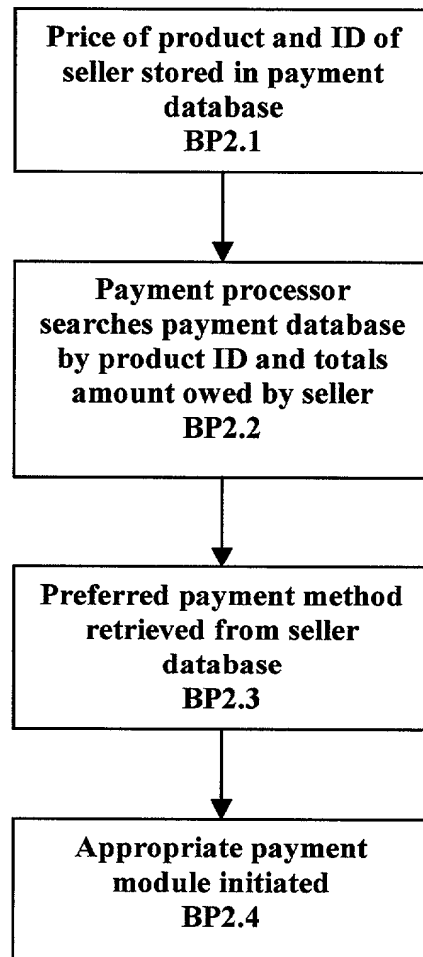 Price of product and ID of
seller stored in payment
database
BP2.1
Payment processor
searches payment database
by product ID and totals
amount owed by seller
BP2.2
Preferred payment method
retrieved from seller
database
BP2.3
Appropriate payment
module initiated
BP2.4